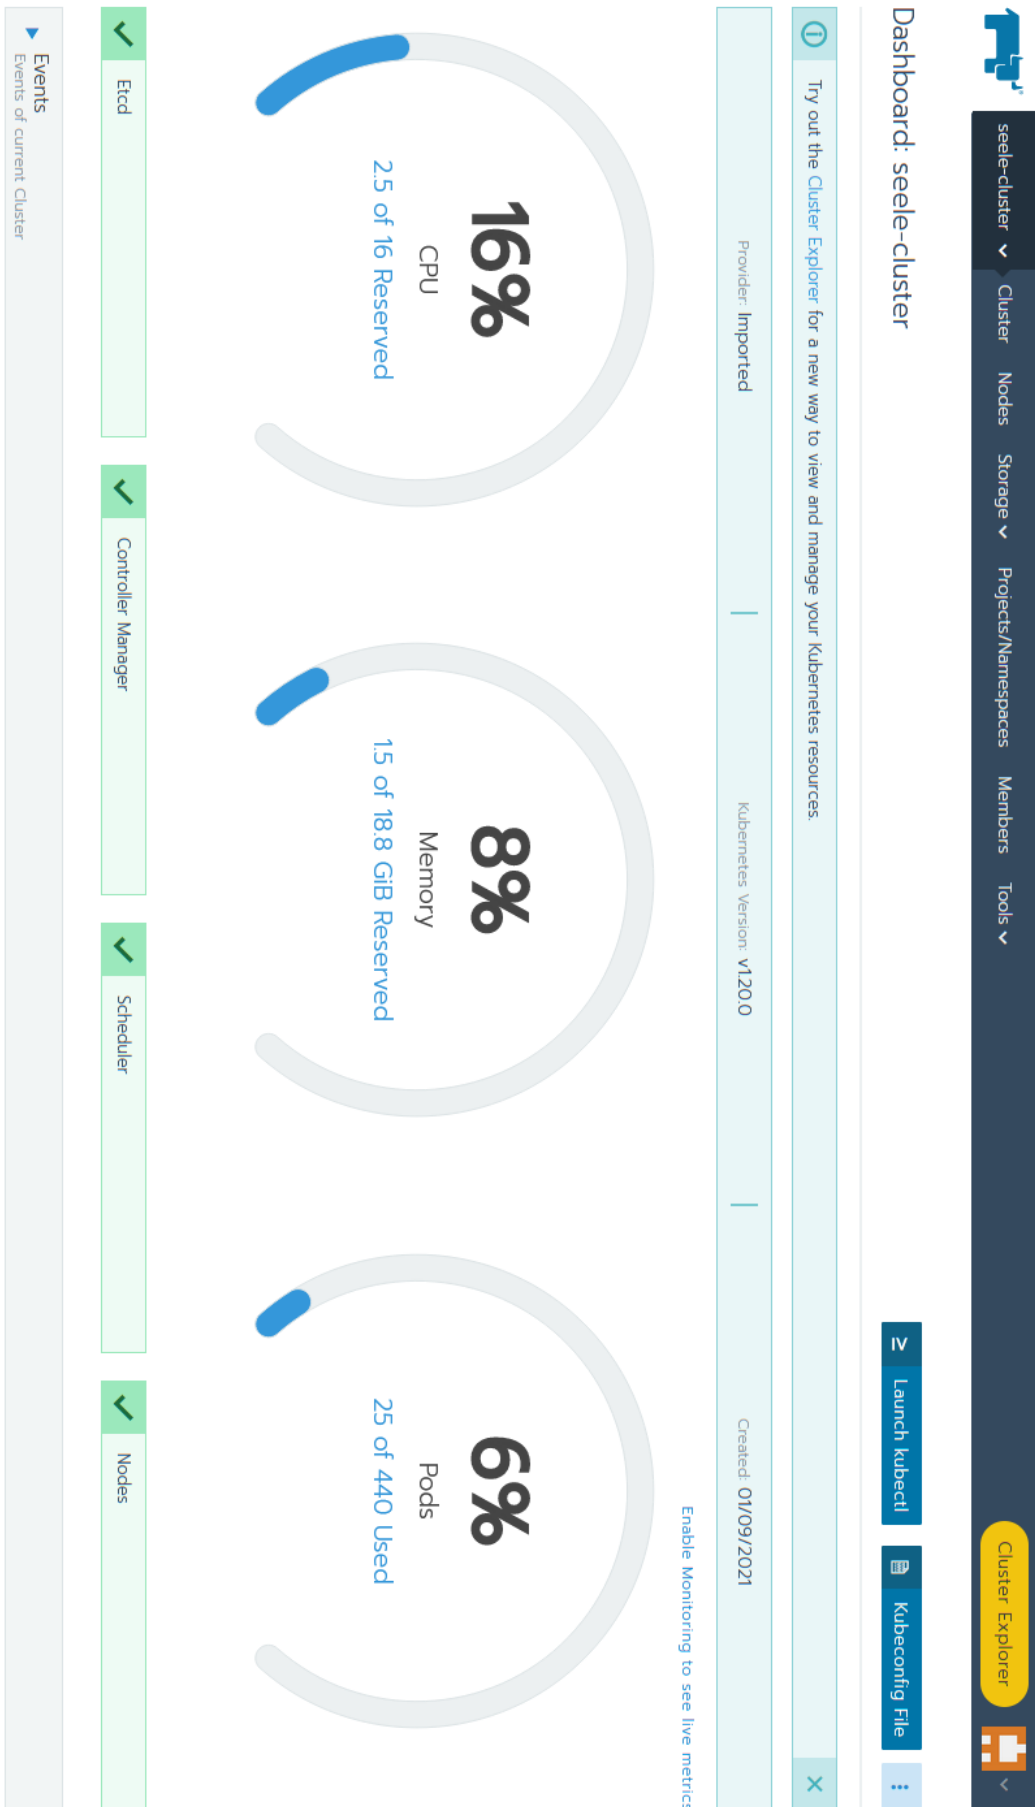 seele-cluster Cluster Nodes Storage Projects/Namespaces Members Tools Cluster Explorer
Dashboard: seele-cluster
Launch kubectl Kubeconfig File
Try out the Cluster Explorer for a new way to view and manage your Kubernetes resources.
Provider: Imported Kubernetes Version: v1.20.0 Created: 01/09/2021
Enable Monitoring to see live metrics
16%
CPU
2.5 of 16 Reserved
8%
Memory
1.5 of 18.8 GiB Reserved
6%
Pods
25 of 440 Used
Etcd
Controller Manager
Scheduler
Nodes
Events
Events of current Cluster